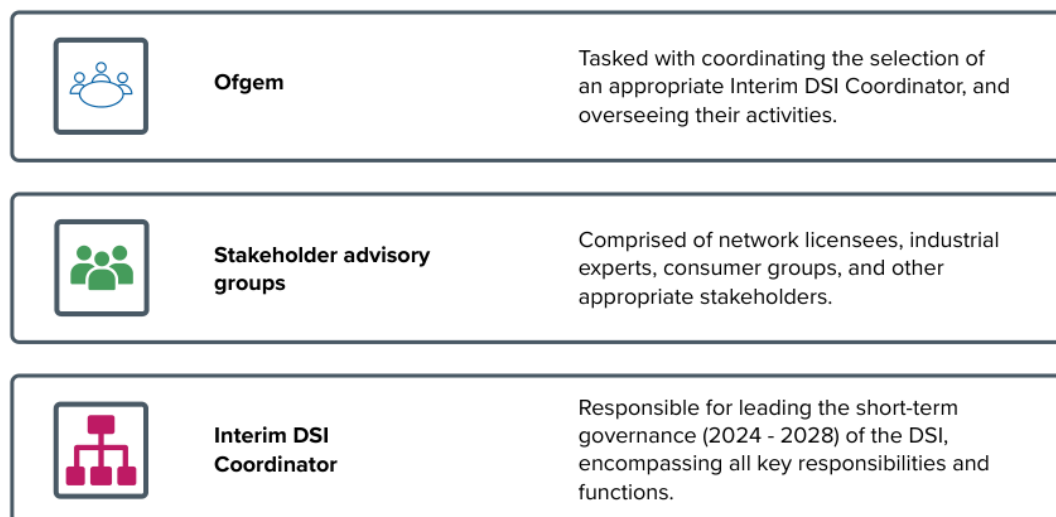 Ofgem
Tasked with coordinating the selection of
an appropriate Interim DSI Coordinator, and
overseeing their activities.
Stakeholder advisory
groups
Comprised of network licensees, industrial
experts, consumer groups, and other
appropriate stakeholders.
Interim DSI
Coordinator
Responsible for leading the short-term
governance (2024 - 2028) of the DSI,
encompassing all key responsibilities and
functions.